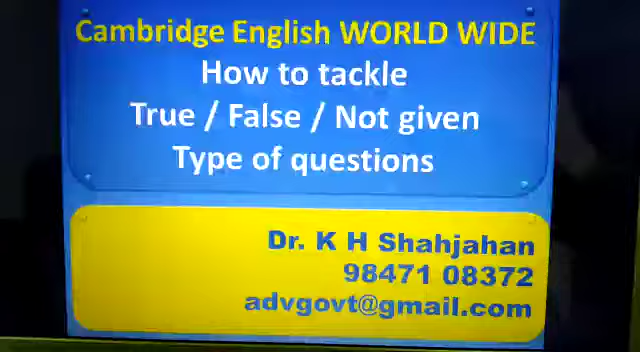 Cambridge English WORLD WIDE
How to tackle
True / False / Not given
Type of questions
Dr. K H Shahjahan
98471 08372
advgovt@gmail.com